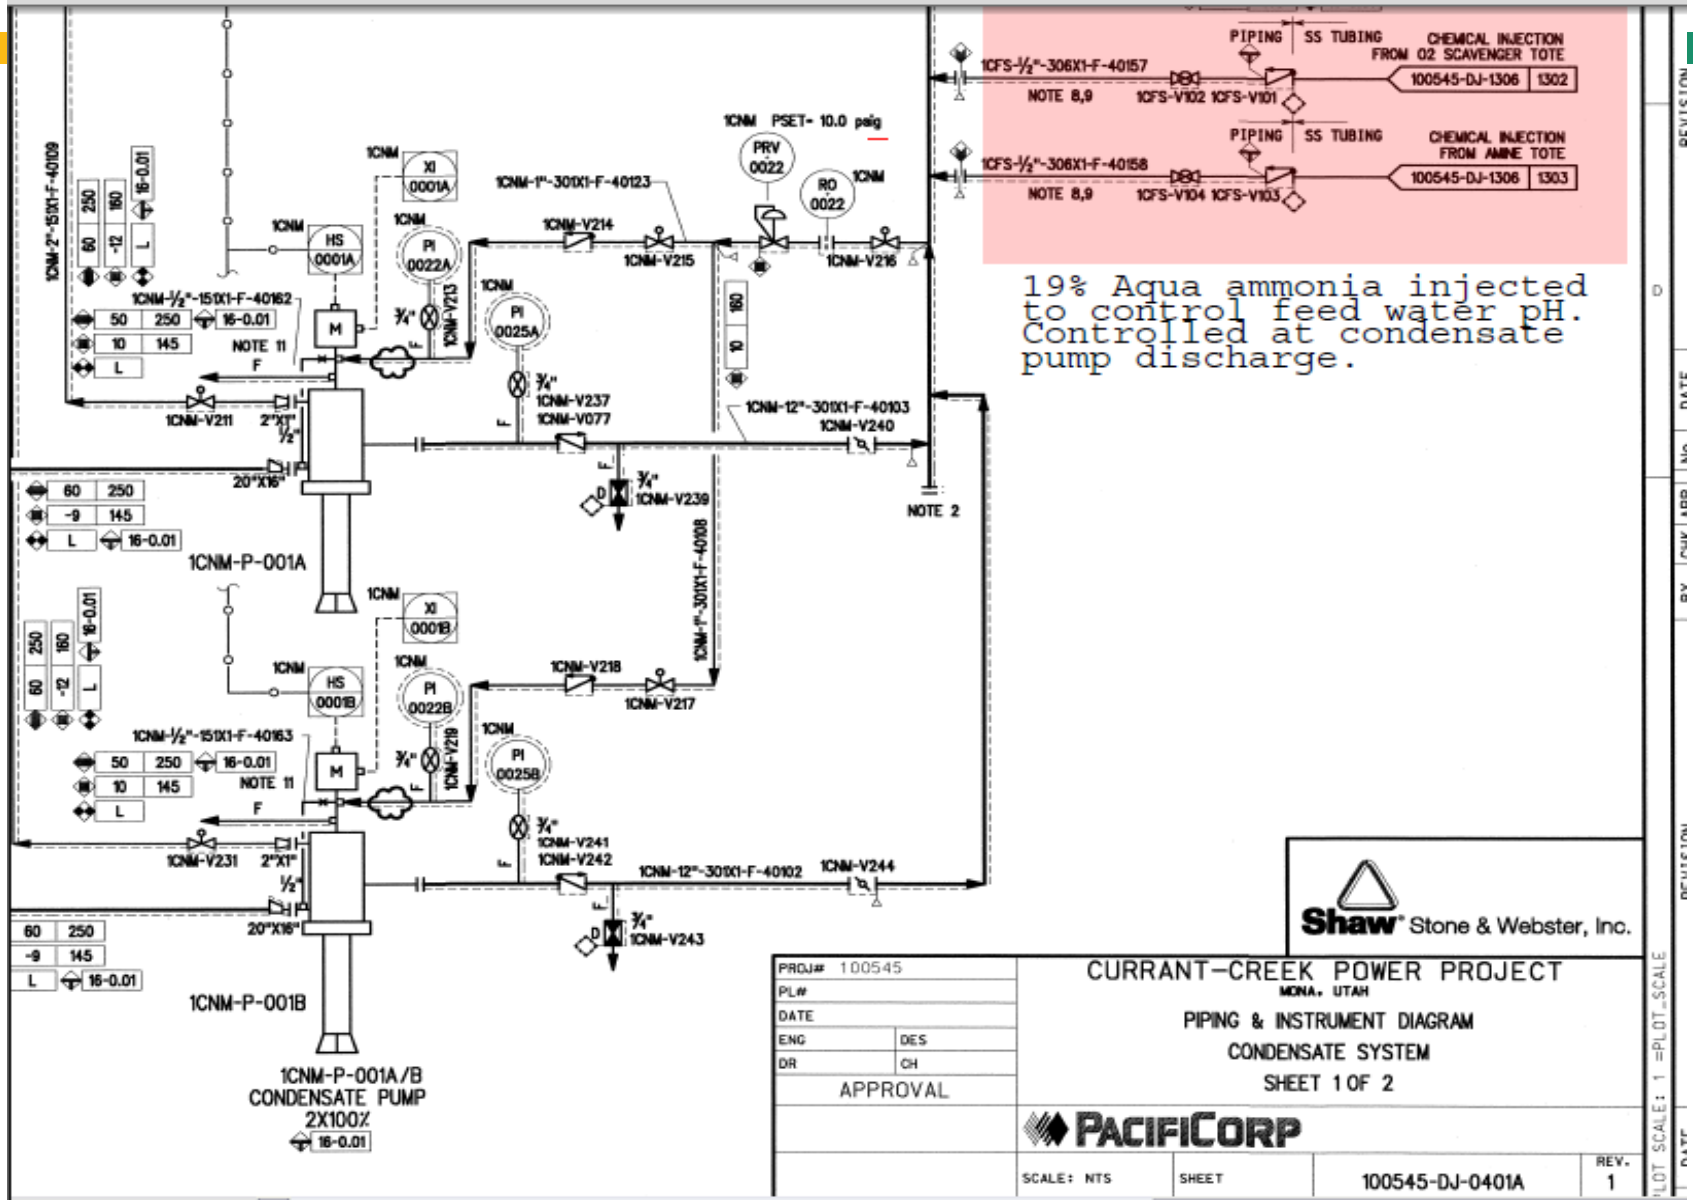 PIPING
SS TUBING
CHEMICAL INJECTION
FROM O2 SCAVENGER TOTE
1CFS-½"-306X1-F-40157
100545-DJ-1306 1302
NOTE 8,9
1CFS-V102 1CFS-V101
1CNM PSET= 10.0 psig
PIPING
SS TUBING
CHEMICAL INJECTION
FROM AMINE TOTE
1CFS-½"-306X1-F-40158
100545-DJ-1306 1303
NOTE 8,9
1CFS-V104 1CFS-V103
19% Aqua ammonia injected
to control feed water pH.
Controlled at condensate
pump discharge.
1CNM-2"-151X1-F-40109
250
60
160
-12
16-0.01
L
1CNM
XI
0001A
1CNM
HS
0001A
1CNM
PI
0022A
1CNM
PI
0025A
PRV
0022
RO
0022
1CNM
1CNM-1"-301X1-F-40123
1CNM-V214
1CNM-V215
1CNM-V216
1CNM-½"-151X1-F-40162
50 250 16-0.01
10 145
L
NOTE 11
M
F
¾"
1CNM-V213
F
160
10
¾"
1CNM-V237
1CNM-V077
F
1CNM-12"-301X1-F-40103
1CNM-V240
1CNM-V211
2"X1"
½"
20"X16"
60 250
-9 145
L 16-0.01
F
¾"
D
1CNM-V239
NOTE 2
1CNM-P-001A
1CNM-1"-301X1-F-40108
250
60
160
-12
16-0.01
L
1CNM
XI
0001B
1CNM
HS
0001B
1CNM
PI
0022B
1CNM
PI
0025B
1CNM-V218
1CNM-V217
1CNM-½"-151X1-F-40163
50 250 16-0.01
10 145
L
NOTE 11
M
F
¾"
1CNM-V219
F
¾"
1CNM-V241
1CNM-V242
F
1CNM-12"-301X1-F-40102
1CNM-V244
1CNM-V231
2"X1"
½"
20"X16"
60 250
-9 145
L 16-0.01
F
¾"
D
1CNM-V243
1CNM-P-001B
1CNM-P-001A/B
CONDENSATE PUMP
2X100%
16-0.01
Shaw® Stone & Webster, Inc.
PROJ# 100545
PL#
DATE
ENG DES
DR CH
APPROVAL
CURRANT-CREEK POWER PROJECT
MONA, UTAH
PIPING & INSTRUMENT DIAGRAM
CONDENSATE SYSTEM
SHEET 1 OF 2
PACIFICORP
SCALE: NTS
SHEET
100545-DJ-0401A
REV.
1
D
PLOT SCALE: 1 =PLOT_SCALE
REVISION
DATE
No
APP
CHK
BY
REVISION
DATE